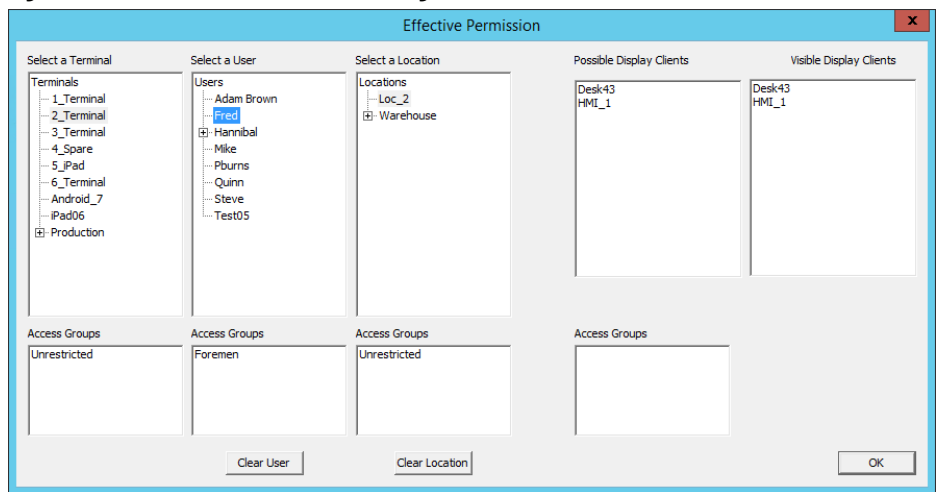 Effective Permission
x
Select a Terminal
Select a User
Select a Location
Possible Display Clients
Visible Display Clients
Terminals
1_Terminal
2_Terminal
3_Terminal
4_Spare
5_iPad
6_Terminal
Android_7
iPad06
Production
Users
Adam Brown
Fred
Hannibal
Mike
Pburns
Quinn
Steve
Test05
Locations
Loc_2
Warehouse
Desk43
HMI_1
Desk43
HMI_1
Access Groups
Access Groups
Access Groups
Access Groups
Unrestricted
Foremen
Unrestricted
Clear User
Clear Location
OK